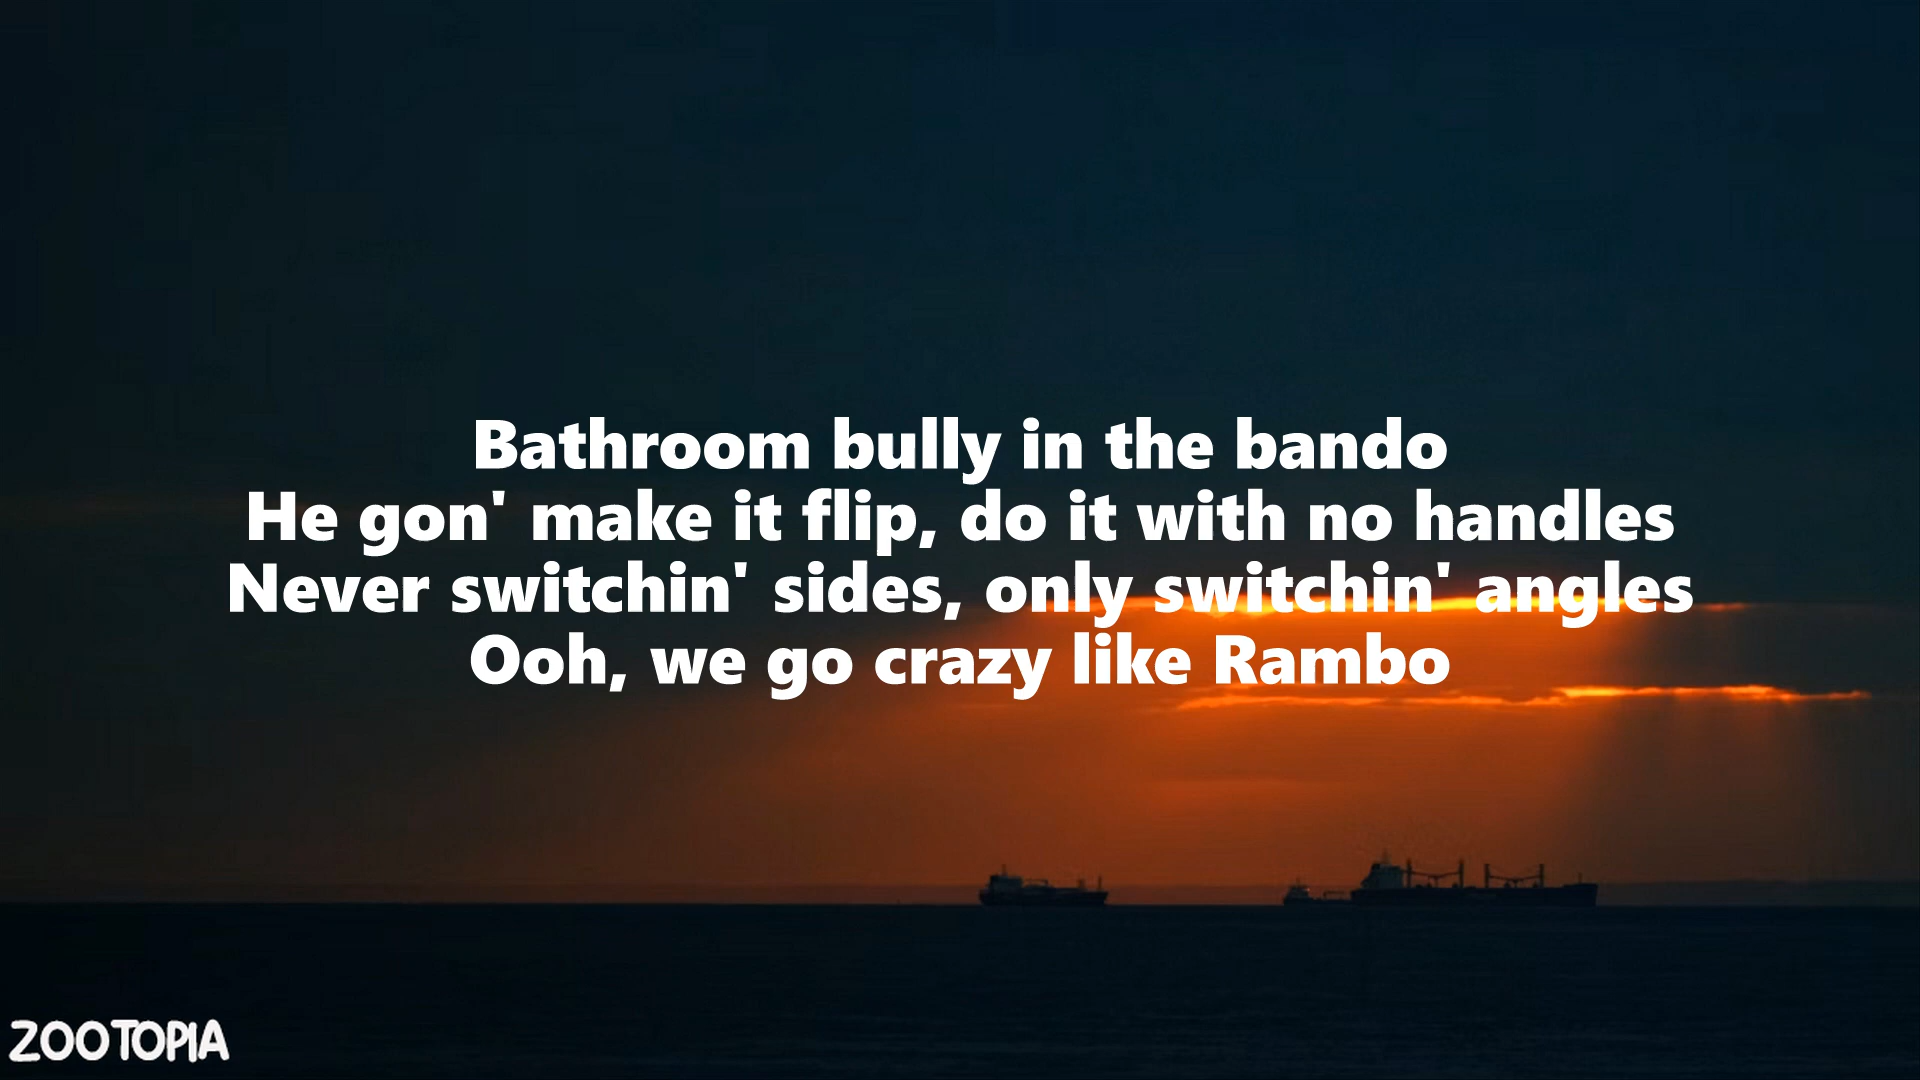 Bathroom bully in the bando
He gon' make it flip, do it with no handles
Never switchin' sides, only switchin' angles
Ooh, we go crazy like Rambo
ZOOTOPIA